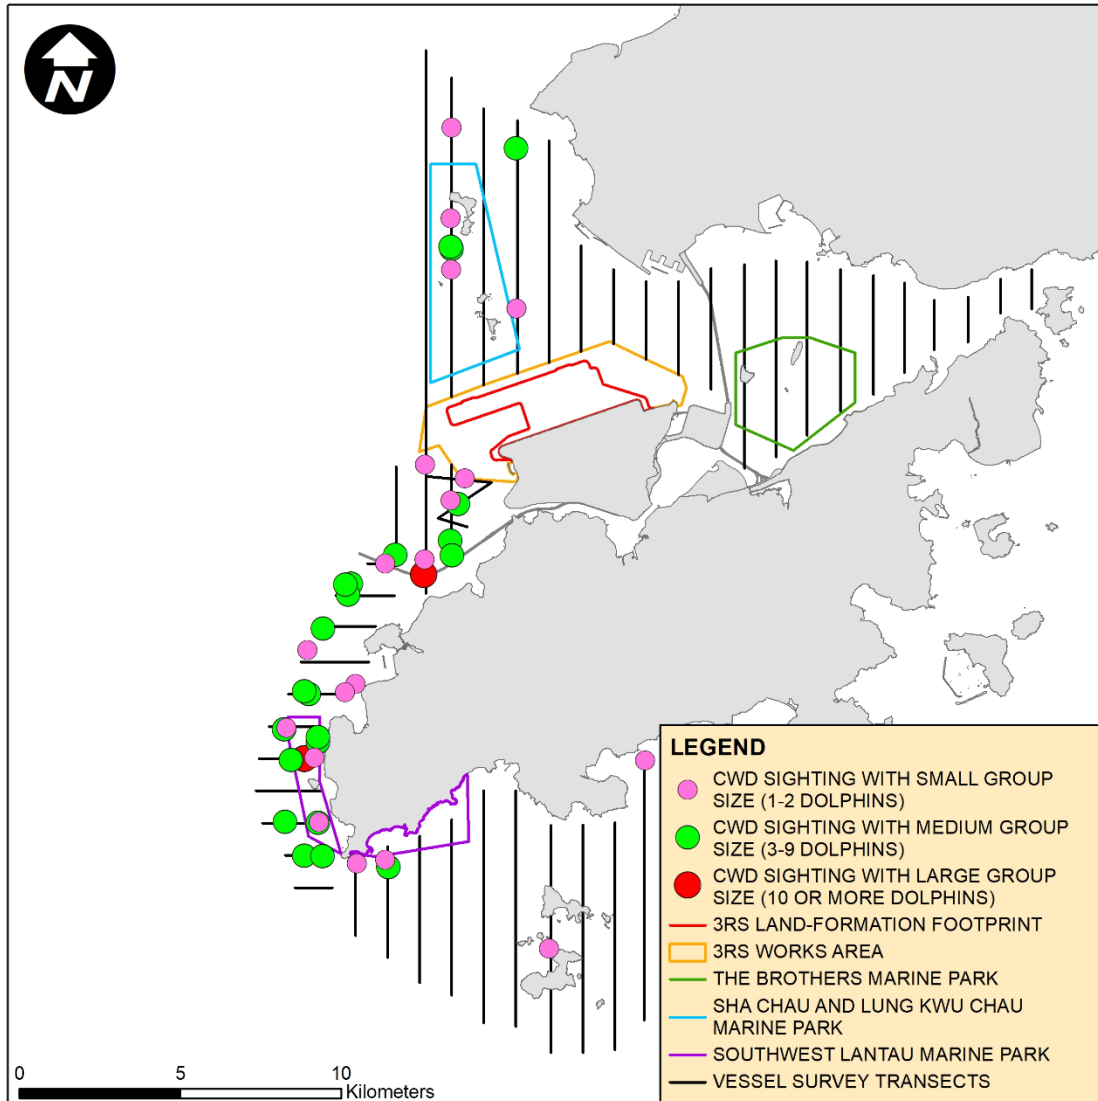 N
LEGEND
CWD SIGHTING WITH SMALL GROUP
SIZE (1-2 DOLPHINS)
CWD SIGHTING WITH MEDIUM GROUP
SIZE (3-9 DOLPHINS)
CWD SIGHTING WITH LARGE GROUP
SIZE (10 OR MORE DOLPHINS)
3RS LAND-FORMATION FOOTPRINT
3RS WORKS AREA
THE BROTHERS MARINE PARK
SHA CHAU AND LUNG KWU CHAU
MARINE PARK
SOUTHWEST LANTAU MARINE PARK
VESSEL SURVEY TRANSECTS
0 5 10
Kilometers